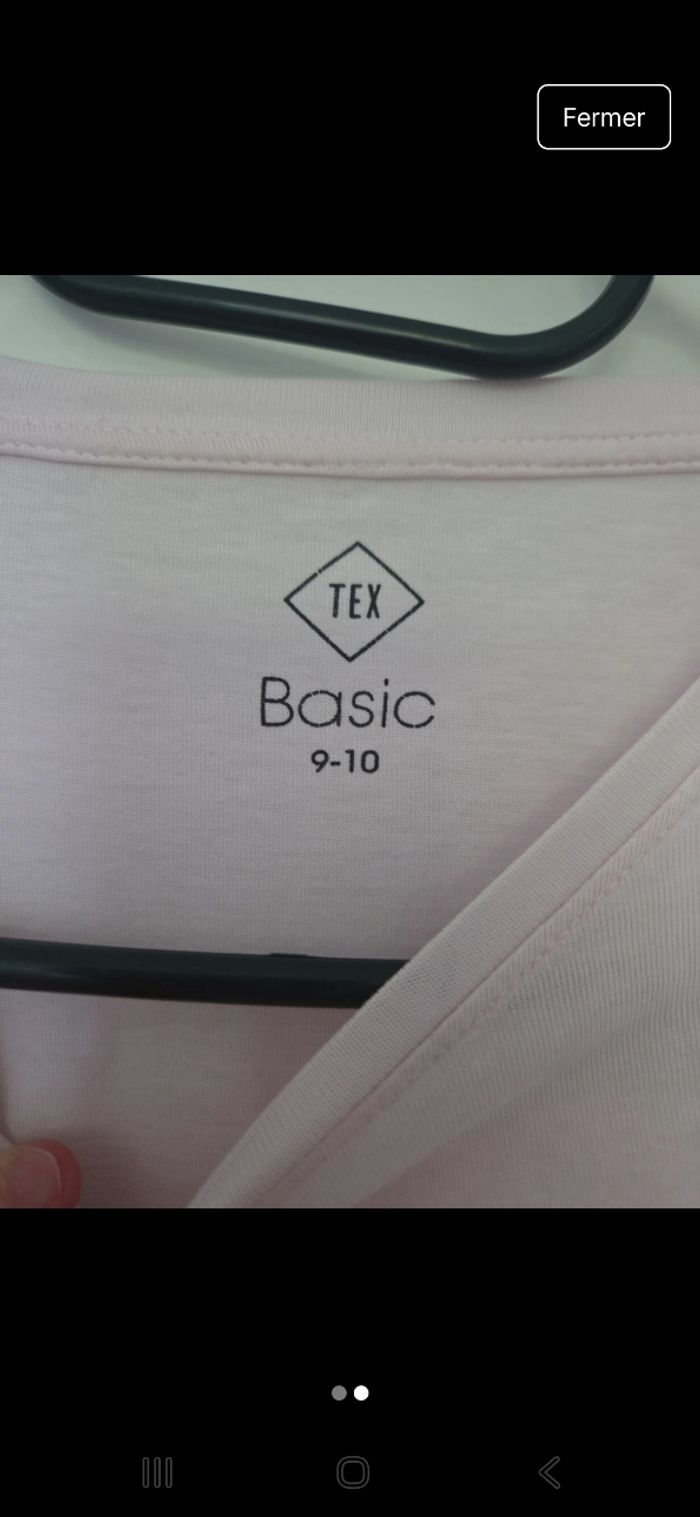 Fermer
TEX
Basic
9-10